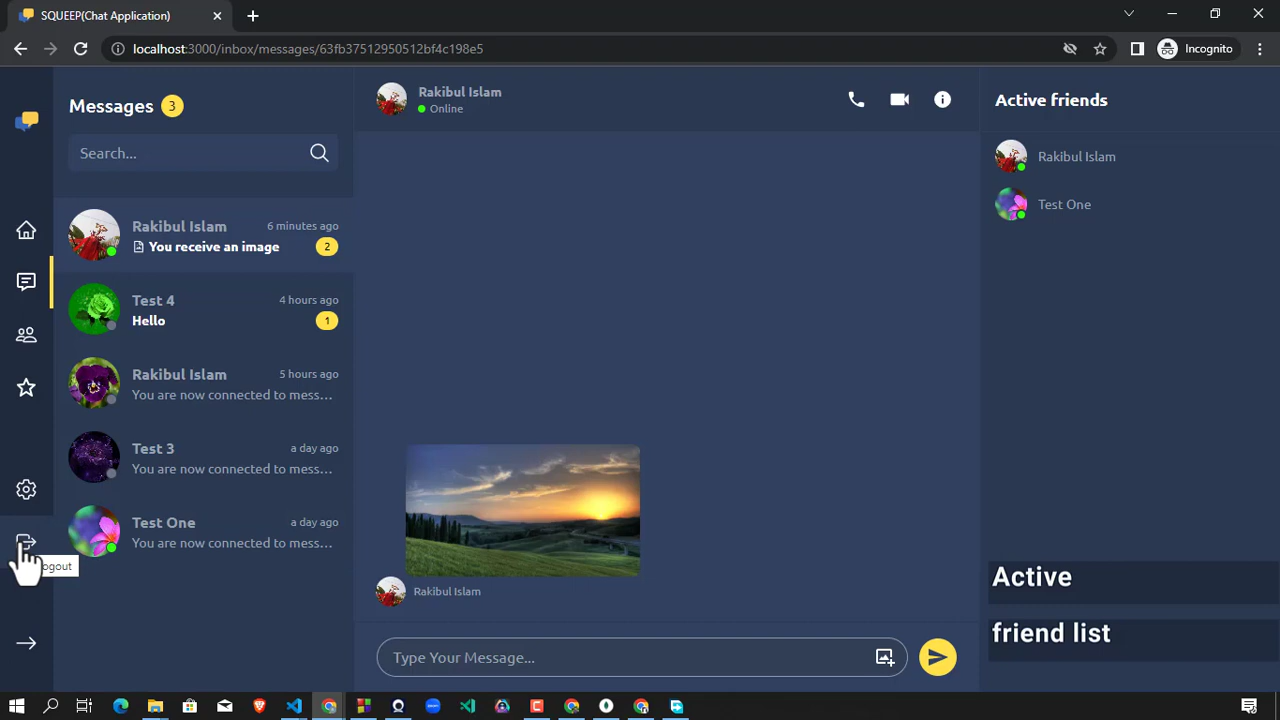 SQUEEP(Chat Application)
localhost:3000/inbox/messages/63fb37512950512bf4c198e5
Incognito
Messages 3
Search...
Rakibul Islam 6 minutes ago
You receive an image 2
Test 4 4 hours ago
Hello 1
Rakibul Islam 5 hours ago
You are now connected to mess...
Test 3 a day ago
You are now connected to mess...
Test One a day ago
You are now connected to mess...
Rakibul Islam
Online
Rakibul Islam
Type Your Message...
Active friends
Rakibul Islam
Test One
Active
friend list